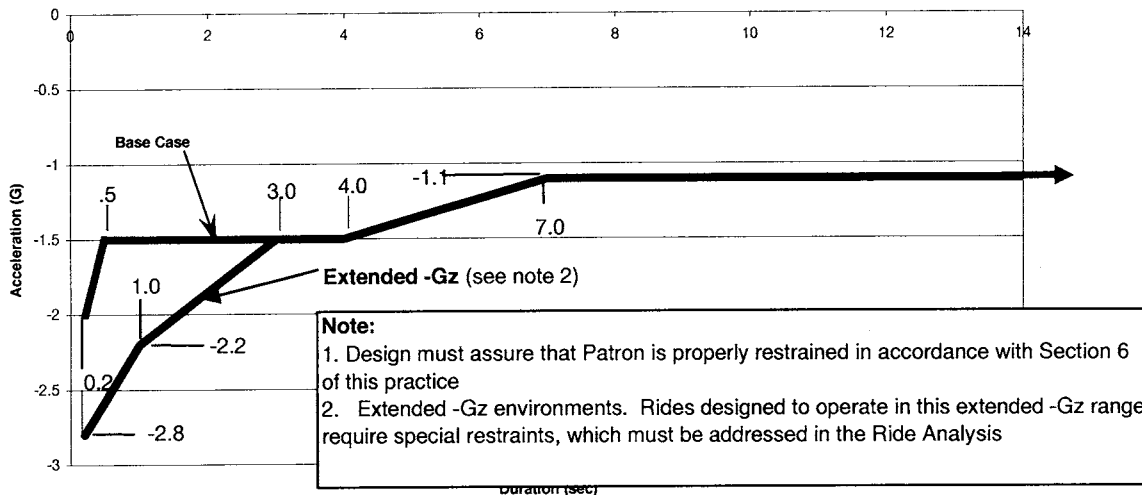 0
0
2
4
6
8
10
12
14
-0.5
-1
Base Case
.5
3.0
4.0
-1.1
7.0
-1.5
Acceleration (G)
Extended -Gz (see note 2)
1.0
-2
-2.2
0.2
-2.5
-2.8
-3
Note:
1. Design must assure that Patron is properly restrained in accordance with Section 6
of this practice
2. Extended -Gz environments. Rides designed to operate in this extended -Gz range
require special restraints, which must be addressed in the Ride Analysis
Duration (sec)